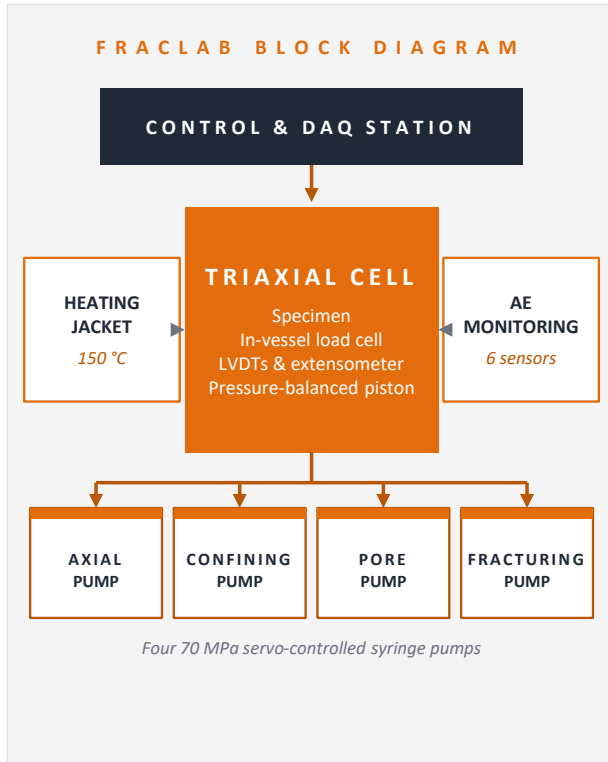 FRACLAB BLOCK DIAGRAM
CONTROL & DAQ STATION
TRIAXIAL CELL
Specimen
In-vessel load cell
LVDTs & extensometer
Pressure-balanced piston
HEATING
JACKET
150 °C
AE
MONITORING
6 sensors
AXIAL
PUMP
CONFINING
PUMP
PORE
PUMP
FRACTURING
PUMP
Four 70 MPa servo-controlled syringe pumps